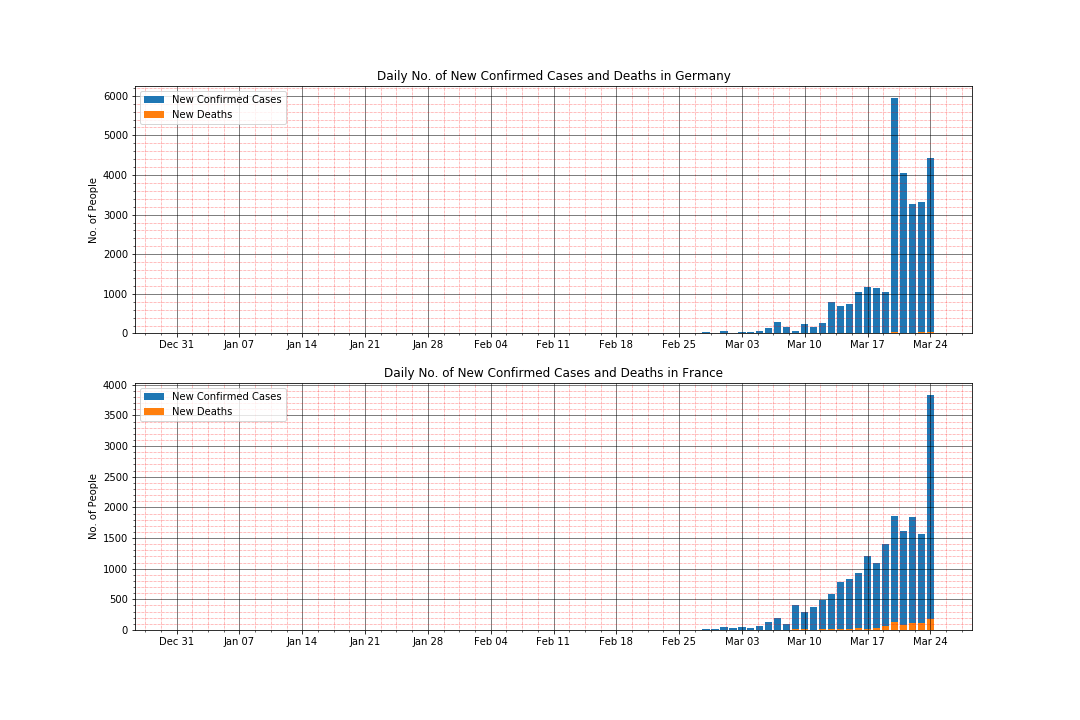 Daily No. of New Confirmed Cases and Deaths in Germany
New Confirmed Cases
New Deaths
No. of People
6000
5000
4000
3000
2000
1000
0
Dec 31 Jan 07 Jan 14 Jan 21 Jan 28 Feb 04 Feb 11 Feb 18 Feb 25 Mar 03 Mar 10 Mar 17 Mar 24
Daily No. of New Confirmed Cases and Deaths in France
New Confirmed Cases
New Deaths
No. of People
4000
3500
3000
2500
2000
1500
1000
500
0
Dec 31 Jan 07 Jan 14 Jan 21 Jan 28 Feb 04 Feb 11 Feb 18 Feb 25 Mar 03 Mar 10 Mar 17 Mar 24